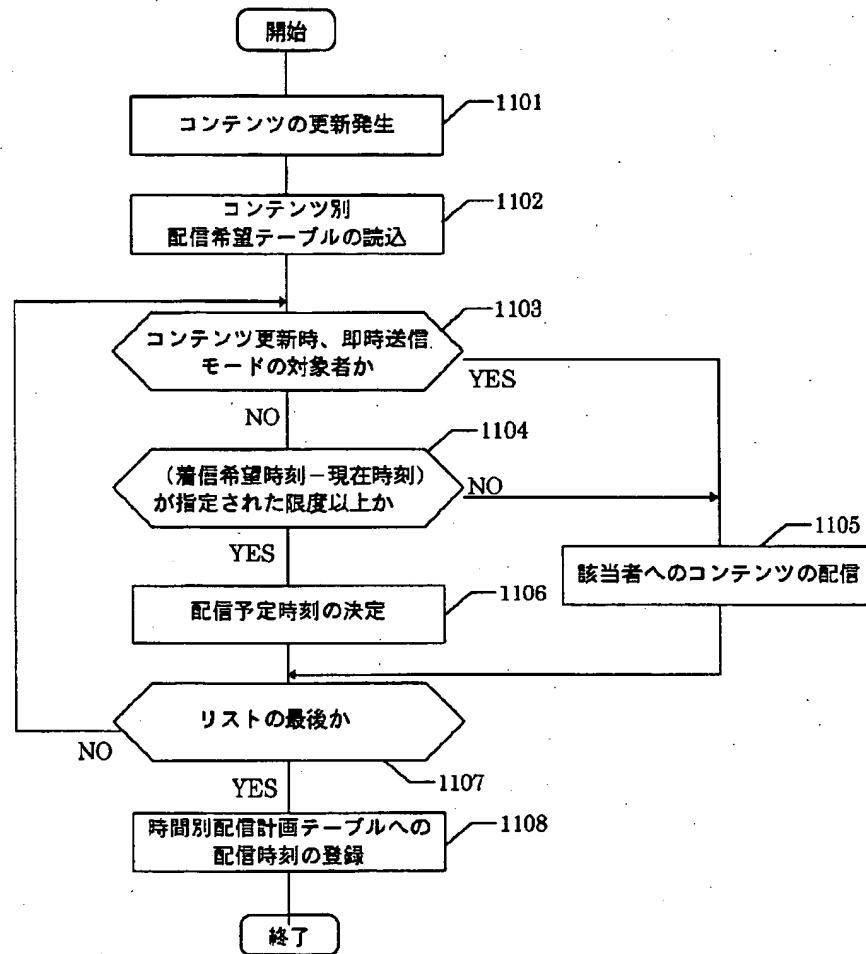 開始
コンテンツの更新発生
1101
コンテンツ別
配信希望テーブルの読込
1102
コンテンツ更新時、即時送信
モードの対象者か
1103
YES
NO
(着信希望時刻−現在時刻)
が指定された限度以上か
1104
NO
YES
該当者へのコンテンツの配信
1105
配信予定時刻の決定
1106
リストの最後か
NO
1107
YES
時間別配信計画テーブルへの
配信時刻の登録
1108
終了